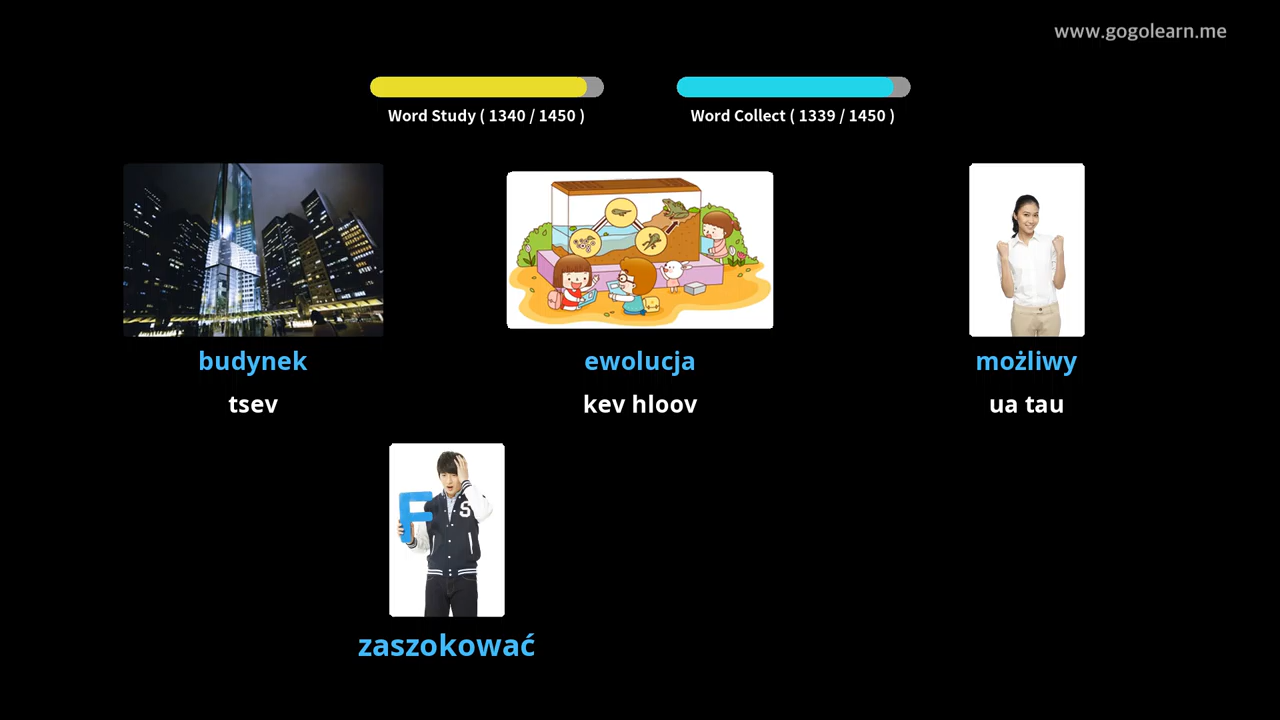 www.gogolearn.me
Word Study ( 1340 / 1450 )
Word Collect ( 1339 / 1450 )
budynek
ewolucja
możliwy
tsev
kev hloov
ua tau
F
S
zaszokować